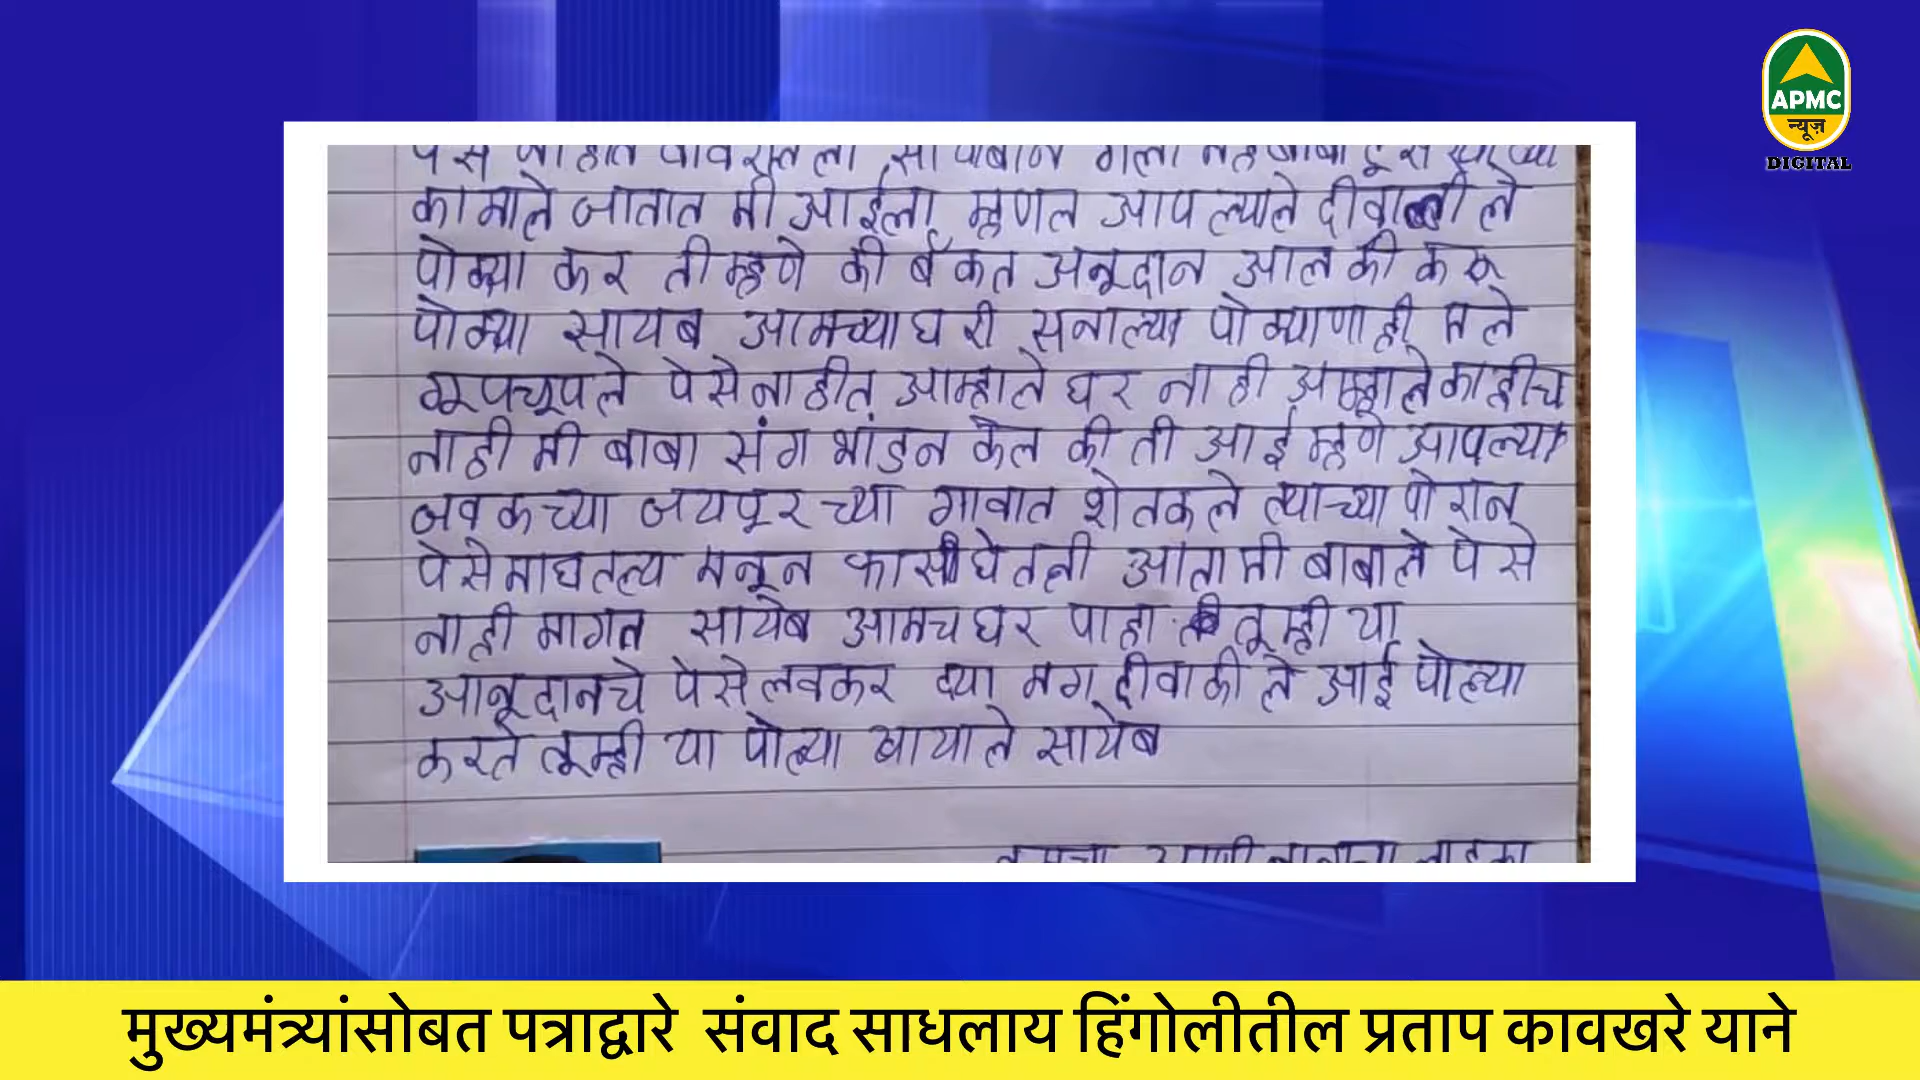 APMC
न्यूज़
DIGITAL
कामाले जातात मी आईला म्हणल आपल्याले दीवाळी ले
पोळ्या कर ती म्हणे की बँकत अनूदान आल की करू
पोळ्या सायब आमच्या घरी सनाल्या पोळ्या णाही मले
गूपचूपले पेसे नाहीत आम्हाले घर नाही आम्हाले काहीच
नाही मी बाबा संग भांडन केल की ती आई म्हणे आपल्या
जवळच्या जयपूरच्या गावात शेतकले त्याच्या पोरानू
पेसे माघतल्य मनून फासी घेतली आता मी बाबाले पेसे
नाही मागत सायेब आमच घर पाहा तूम्ही या
आनूदानचे पेसे लवकर द्या मग दीवाळी ले आई पोळ्या
करते तूम्ही या पोळ्या खायाले सायेब
मुख्यमंत्र्यांसोबत पत्राद्वारे संवाद साधलाय हिंगोलीतील प्रताप कावखरे याने